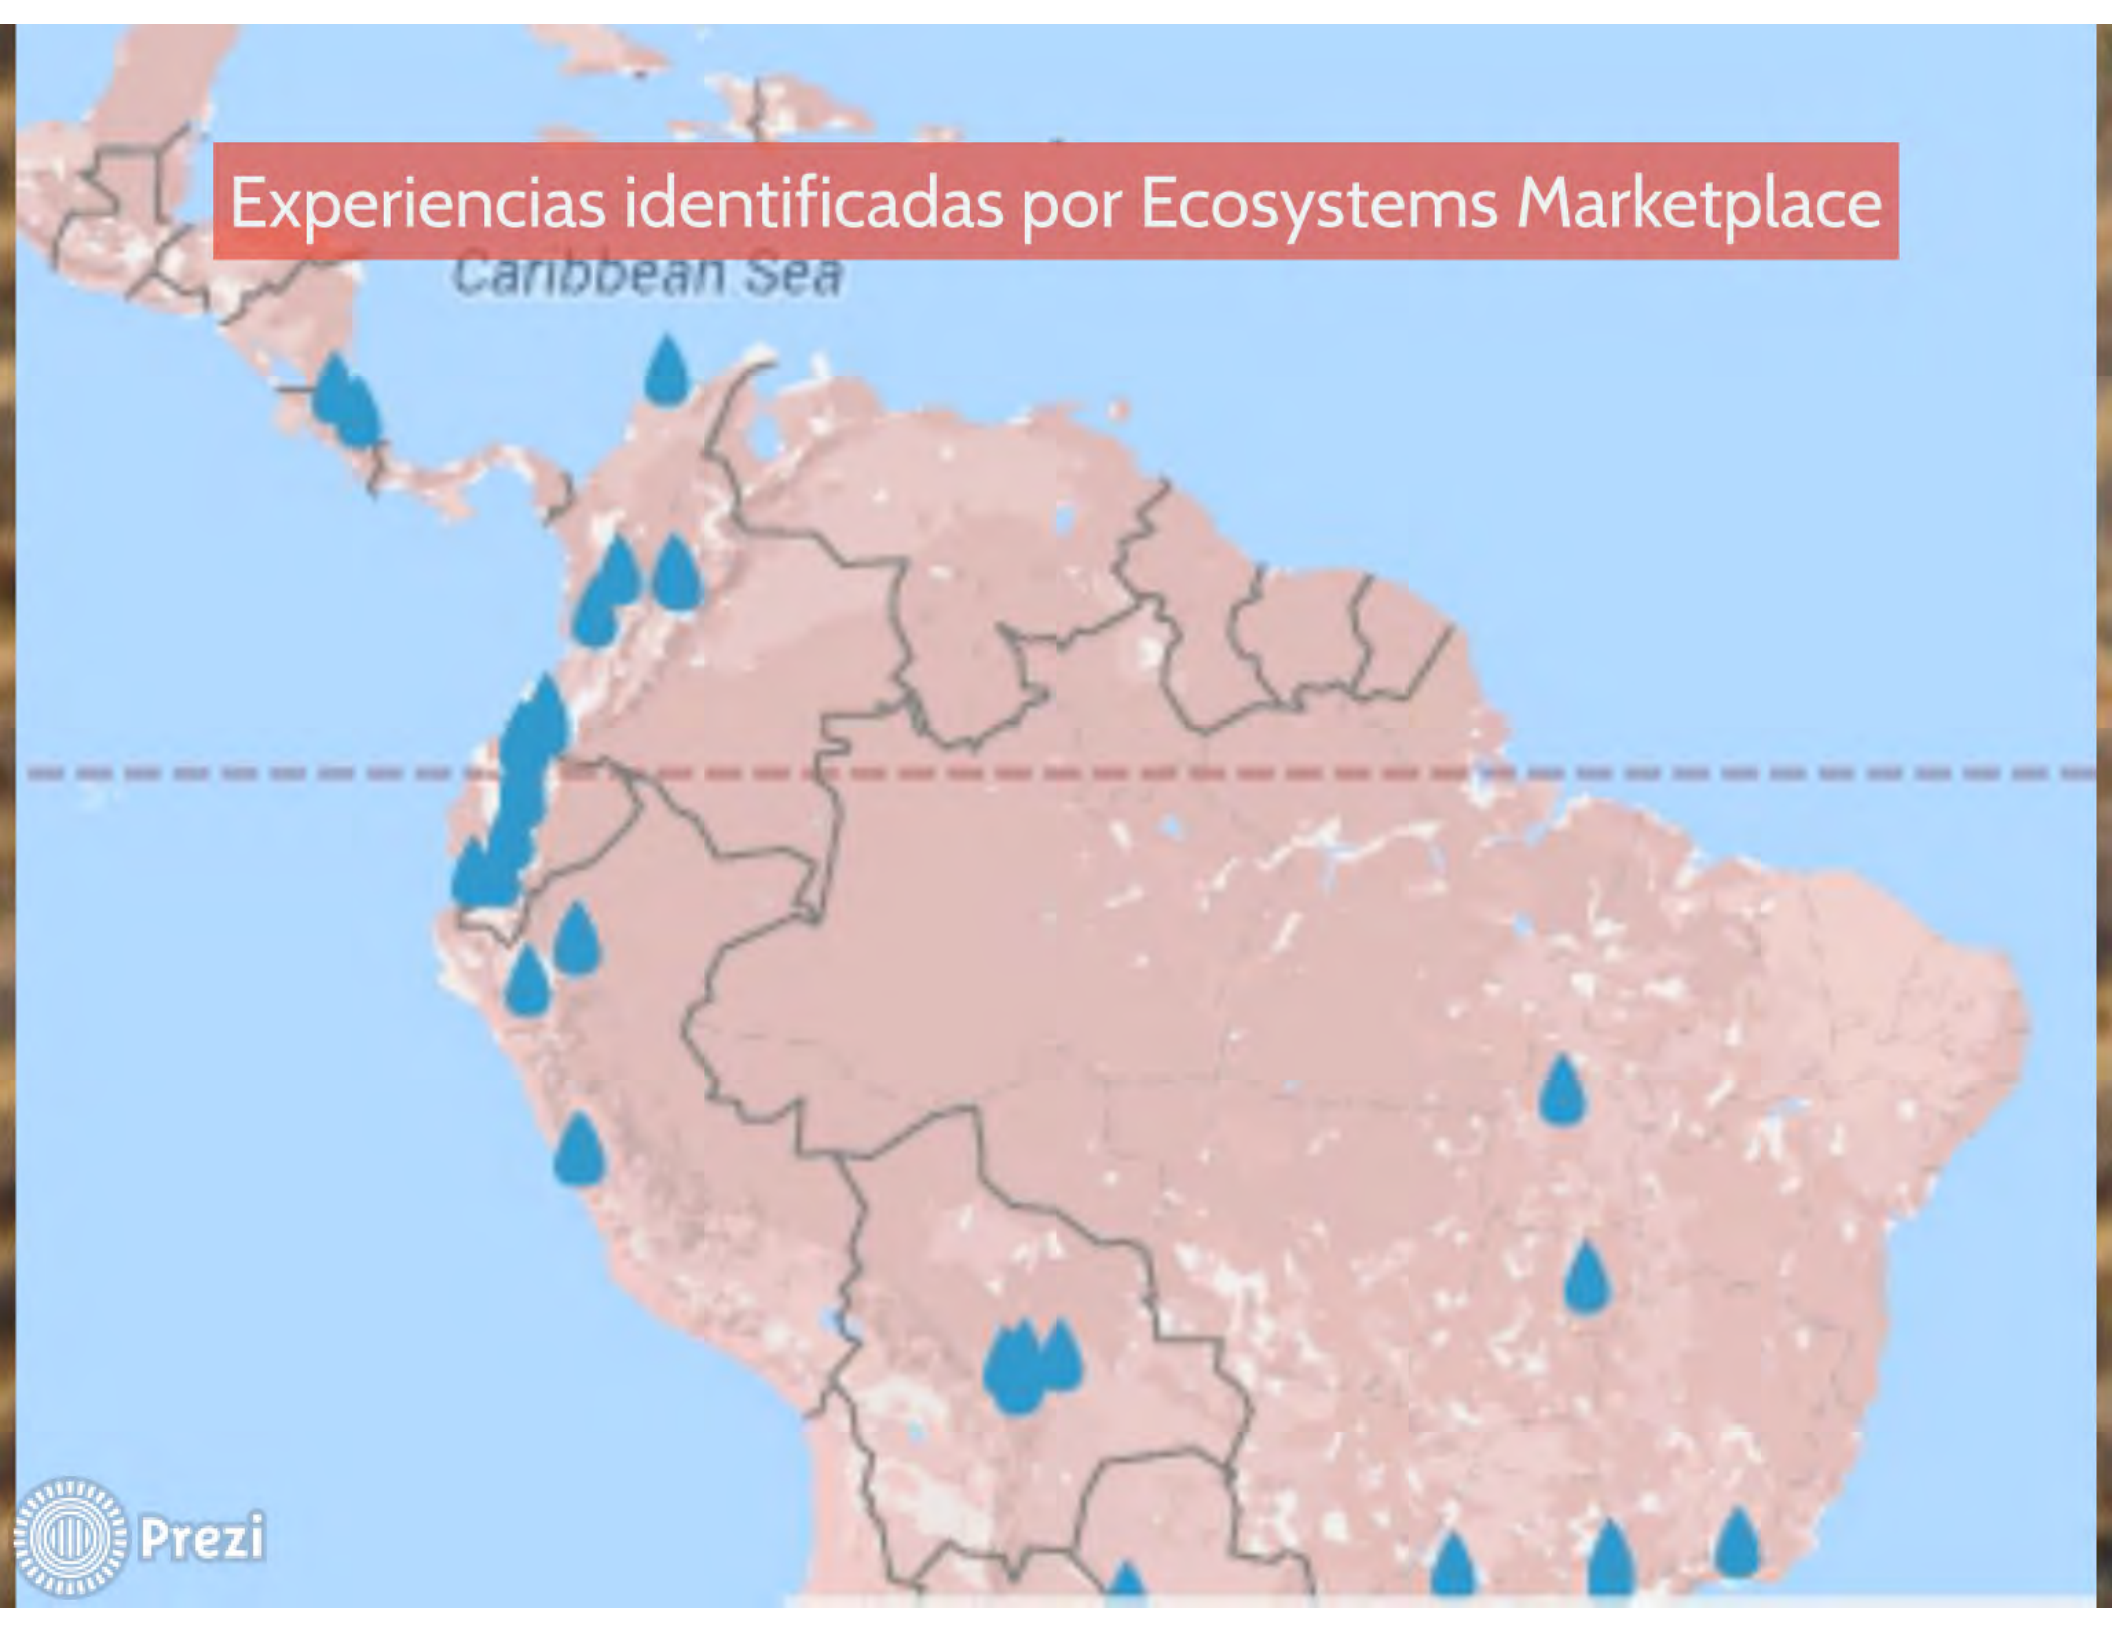 Experiencias identificadas por Ecosystems Marketplace
Caribbean Sea
Prezi